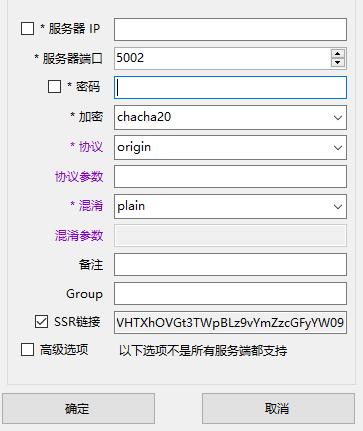 * 服务器 IP
* 服务器端口 5002
* 密码
* 加密 chacha20
* 协议 origin
协议参数
* 混淆 plain
混淆参数
备注
Group
SSR链接 VHTXhOVGt3TWpBLz9vYmZzcGFyYW09
高级选项 以下选项不是所有服务端都支持
确定 取消